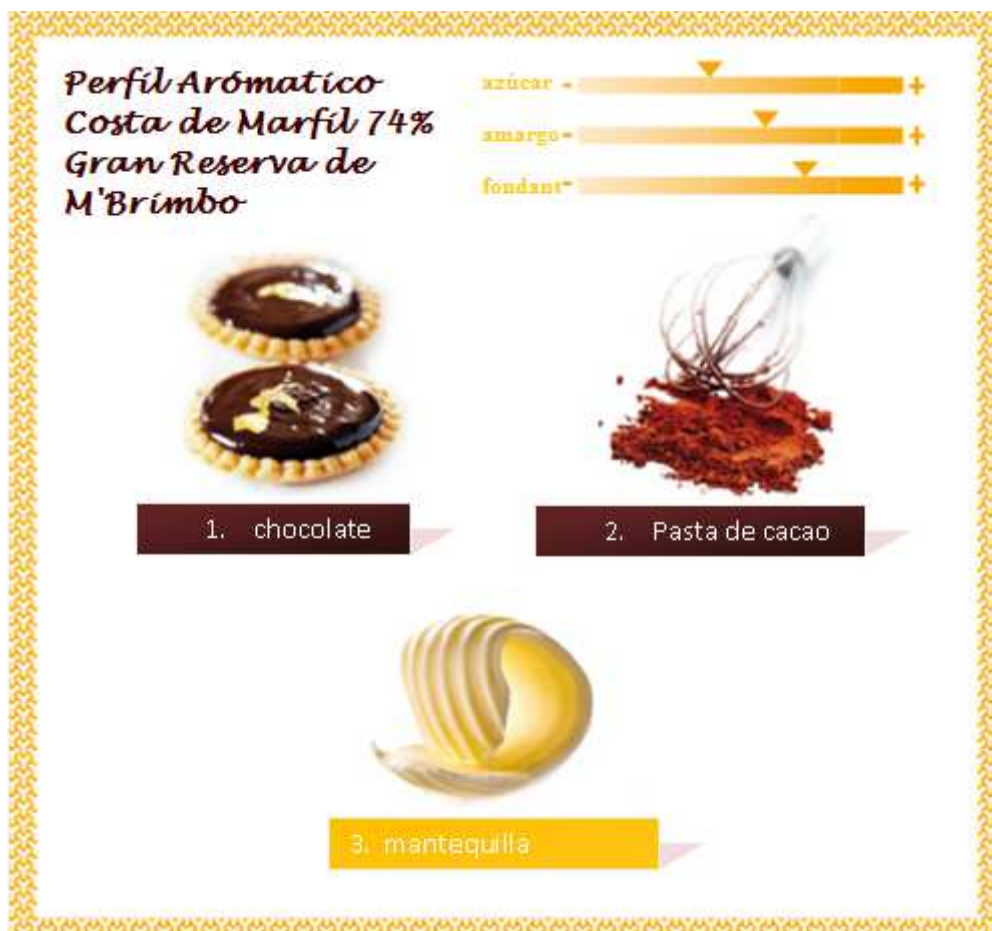 Perfil Arómatico
Costa de Marfil 74%
Gran Reserva de
M'Brimbo
azúcar - +
amargo- +
fondant- +
1. chocolate
2. Pasta de cacao
3. mantequilla